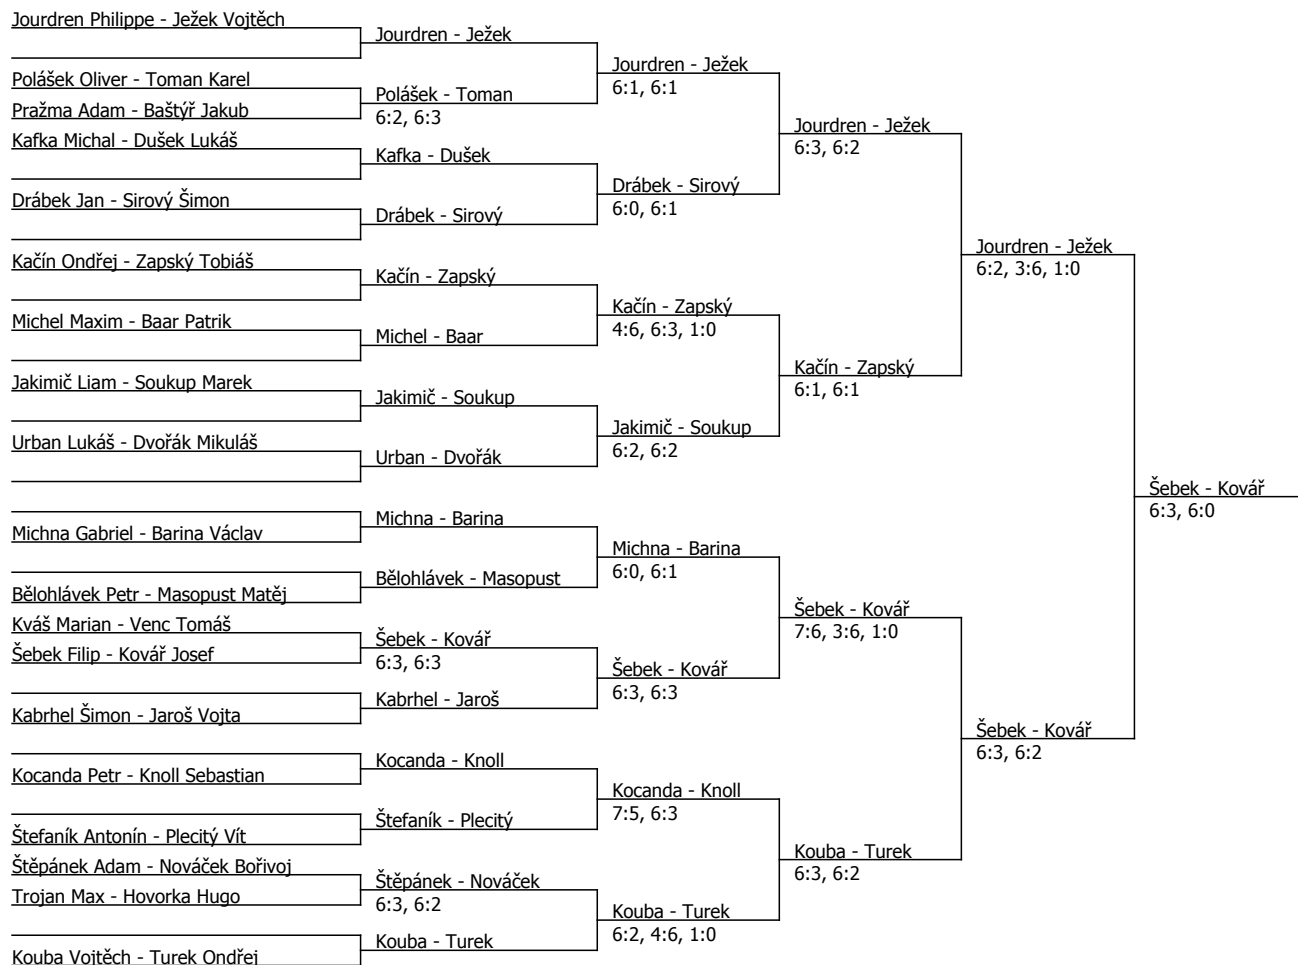 Jourdren Philippe - Ježek Vojtěch
Polášek Oliver - Toman Karel
Pražma Adam - Baštýř Jakub
Kafka Michal - Dušek Lukáš
Drábek Jan - Sirový Šimon
Kačín Ondřej - Zapský Tobiáš
Michel Maxim - Baar Patrik
Jakimič Liam - Soukup Marek
Urban Lukáš - Dvořák Mikuláš
Michna Gabriel - Barina Václav
Bělohlávek Petr - Masopust Matěj
Kváš Marian - Venc Tomáš
Šebek Filip - Kovář Josef
Kabrhel Šimon - Jaroš Vojta
Kocanda Petr - Knoll Sebastian
Štefaník Antonín - Plecitý Vít
Štěpánek Adam - Nováček Bořivoj
Trojan Max - Hovorka Hugo
Kouba Vojtěch - Turek Ondřej
Jourdren - Ježek
Polášek - Toman
6:2, 6:3
Kafka - Dušek
Drábek - Sirový
Kačín - Zapský
Michel - Baar
Jakimič - Soukup
Urban - Dvořák
Michna - Barina
Bělohlávek - Masopust
Šebek - Kovář
6:3, 6:3
Kabrhel - Jaroš
Kocanda - Knoll
Štefaník - Plecitý
Štěpánek - Nováček
6:3, 6:2
Kouba - Turek
Jourdren - Ježek
6:1, 6:1
Drábek - Sirový
6:0, 6:1
Kačín - Zapský
4:6, 6:3, 1:0
Jakimič - Soukup
6:2, 6:2
Michna - Barina
6:0, 6:1
Šebek - Kovář
6:3, 6:3
Kocanda - Knoll
7:5, 6:3
Kouba - Turek
6:2, 4:6, 1:0
Jourdren - Ježek
6:3, 6:2
Kačín - Zapský
6:1, 6:1
Šebek - Kovář
7:6, 3:6, 1:0
Kouba - Turek
6:3, 6:2
Jourdren - Ježek
6:2, 3:6, 1:0
Šebek - Kovář
6:3, 6:2
Šebek - Kovář
6:3, 6:0